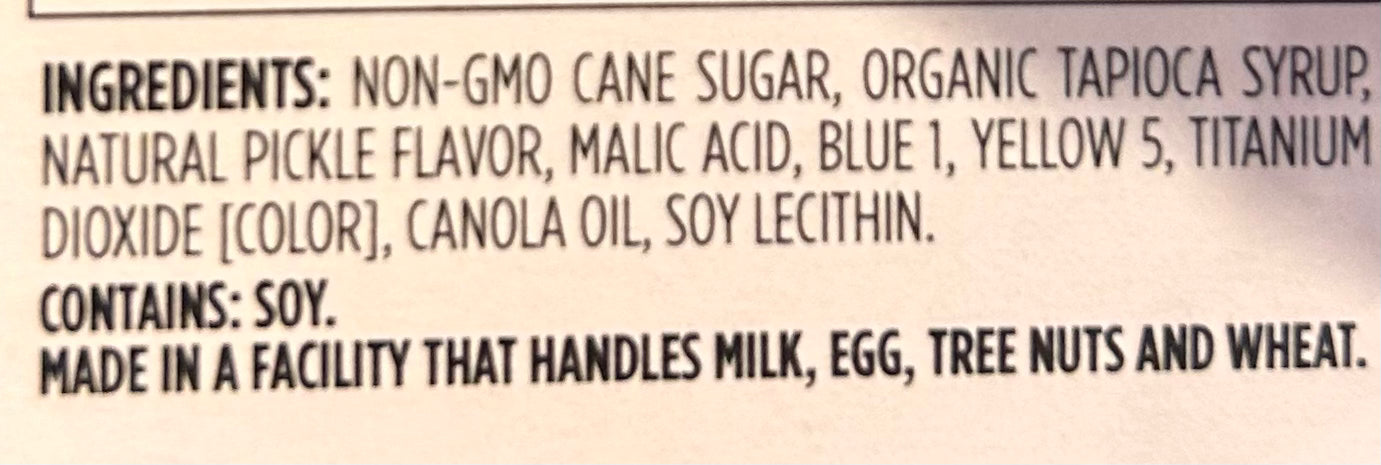 INGREDIENTS: NON-GMO CANE SUGAR, ORGANIC TAPIOCA SYRUP,
NATURAL PICKLE FLAVOR, MALIC ACID, BLUE 1, YELLOW 5, TITANIUM
DIOXIDE [COLOR], CANOLA OIL, SOY LECITHIN.
CONTAINS: SOY.
MADE IN A FACILITY THAT HANDLES MILK, EGG, TREE NUTS AND WHEAT.